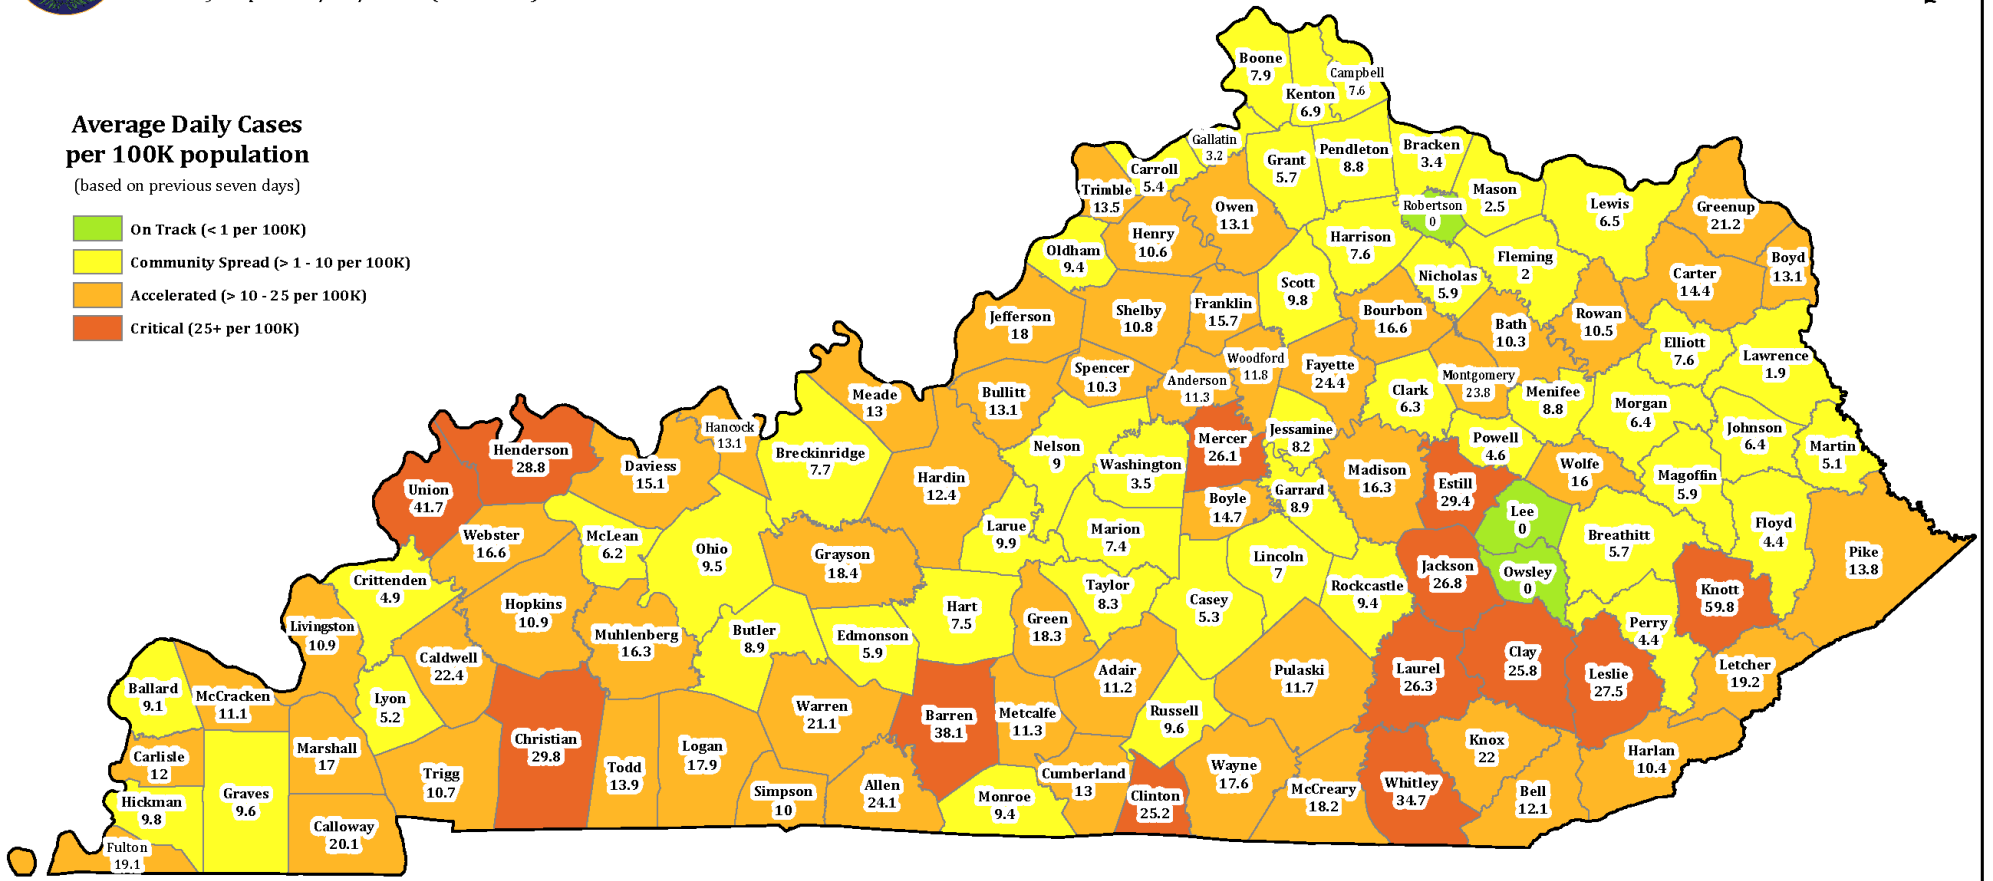 Average Daily Cases
per 100K population
(based on previous seven days)
On Track (< 1 per 100K)
Community Spread (> 1 - 10 per 100K)
Accelerated (> 10 - 25 per 100K)
Critical (25+ per 100K)
Boone
7.9
Kenton
6.9
Campbell
7.6
Gallatin
3.2
Grant
5.7
Pendleton
8.8
Bracken
3.4
Carroll
5.4
Trimble
13.5
Owen
13.1
Robertson
0
Mason
2.5
Lewis
6.5
Greenup
21.2
Henry
10.6
Oldham
9.4
Harrison
7.6
Nicholas
5.9
Fleming
2
Carter
14.4
Boyd
13.1
Scott
9.8
Jefferson
18
Shelby
10.8
Franklin
15.7
Bourbon
16.6
Bath
10.3
Rowan
10.5
Elliott
7.6
Lawrence
1.9
Meade
13
Bullitt
13.1
Spencer
10.3
Anderson
11.3
Woodford
11.8
Fayette
24.4
Clark
6.3
Montgomery
23.8
Menifee
8.8
Morgan
6.4
Johnson
6.4
Martin
5.1
Henderson
28.8
Daviess
15.1
Hancock
13.1
Breckinridge
7.7
Hardin
12.4
Nelson
9
Washington
3.5
Mercer
26.1
Jessamine
8.2
Madison
16.3
Powell
4.6
Estill
29.4
Wolfe
16
Magoffin
5.9
Union
41.7
Webster
16.6
McLean
6.2
Ohio
9.5
Grayson
18.4
Larue
9.9
Marion
7.4
Boyle
14.7
Garrard
8.9
Lee
0
Breathitt
5.7
Floyd
4.4
Pike
13.8
Crittenden
4.9
Hopkins
10.9
Muhlenberg
16.3
Butler
8.9
Edmonson
5.9
Hart
7.5
Green
18.3
Taylor
8.3
Casey
5.3
Lincoln
7
Rockcastle
9.4
Jackson
26.8
Owsley
0
Perry
4.4
Knott
59.8
Livingston
10.9
Caldwell
22.4
Lyon
5.2
Ballard
9.1
McCracken
11.1
Christian
29.8
Warren
21.1
Barren
38.1
Metcalfe
11.3
Adair
11.2
Russell
9.6
Pulaski
11.7
Laurel
26.3
Clay
25.8
Leslie
27.5
Letcher
19.2
Carlisle
12
Marshall
17
Trigg
10.7
Todd
13.9
Logan
17.9
Simpson
10
Allen
24.1
Monroe
9.4
Cumberland
13
Clinton
25.2
Wayne
17.6
McCreary
18.2
Whitley
34.7
Knox
22
Bell
12.1
Harlan
10.4
Hickman
9.8
Graves
9.6
Calloway
20.1
Fulton
19.1